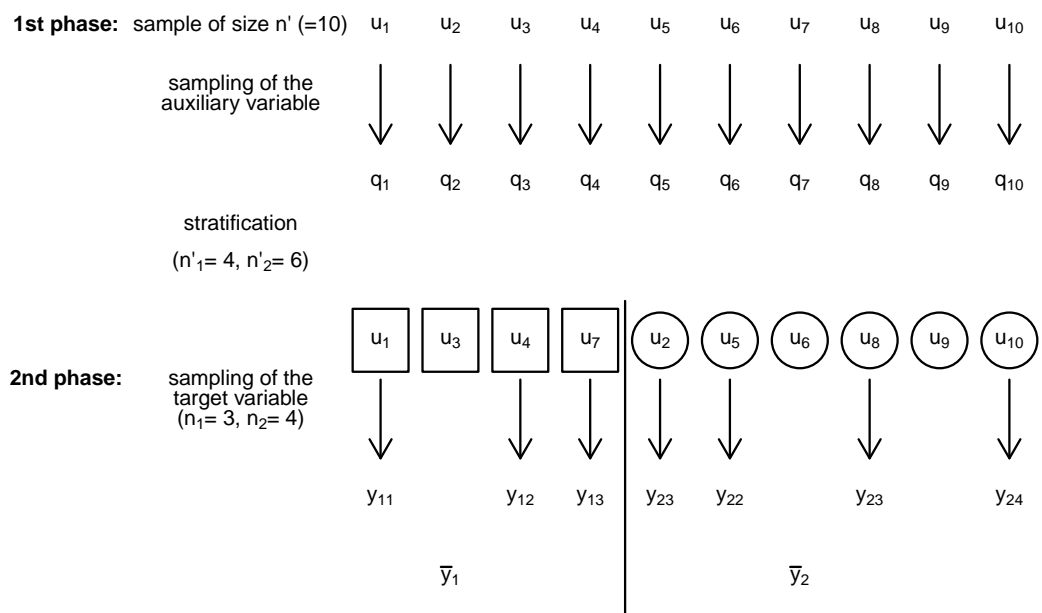 1st phase: sample of size n' (=10) u₁ u₂ u₃ u₄ u₅ u₆ u₇ u₈ u₉ u₁₀
sampling of the
auxiliary variable
q₁ q₂ q₃ q₄ q₅ q₆ q₇ q₈ q₉ q₁₀
stratification
(n'₁= 4, n'₂= 6)
u₁ u₃ u₄ u₇ u₂ u₅ u₆ u₈ u₉ u₁₀
2nd phase: sampling of the
target variable
(n₁= 3, n₂= 4)
y₁₁ y₁₂ y₁₃ y₂₃ y₂₂ y₂₃ y₂₄
y̅₁ y̅₂